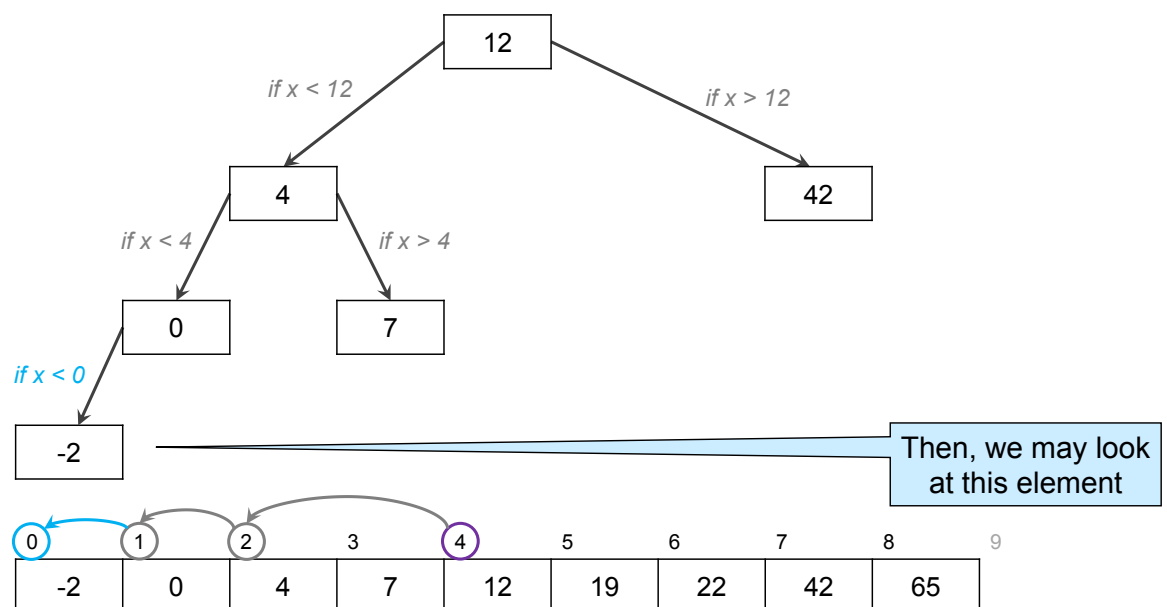 12
if x < 12
if x > 12
4
42
if x < 4
if x > 4
0
7
if x < 0
-2
Then, we may look
at this element
0 1 2 3 4 5 6 7 8 9
-2 0 4 7 12 19 22 42 65